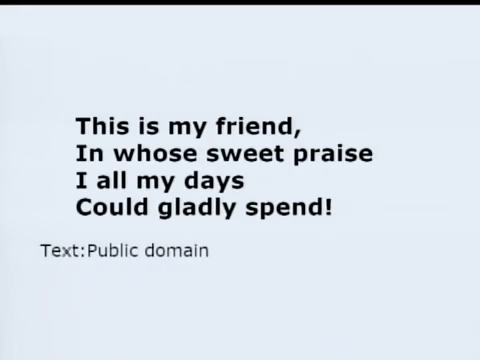 This is my friend,
In whose sweet praise
I all my days
Could gladly spend!
Text:Public domain